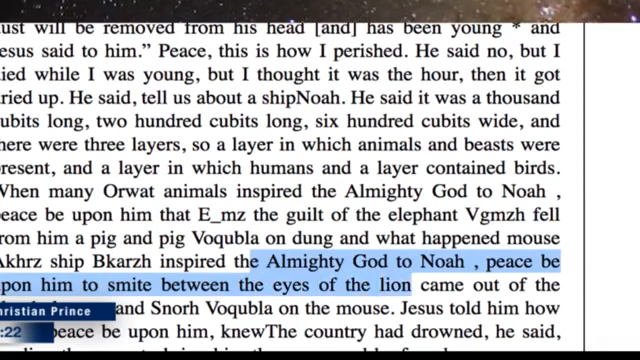 ust will be removed from his head [and] has been young * and
esus said to him.” Peace, this is how I perished. He said no, but I
ied while I was young, but I thought it was the hour, then it got
ried up. He said, tell us about a shipNoah. He said it was a thousand
ubits long, two hundred cubits long, six hundred cubits wide, and
here were three layers, so a layer in which animals and beasts were
present, and a layer in which humans and a layer contained birds.
When many Orwat animals inspired the Almighty God to Noah ,
peace be upon him that E_mz the guilt of the elephant Vgmzh fell
rom him a pig and pig Voqubla on dung and what happened mouse
Akhrz ship Bkarzh inspired the Almighty God to Noah , peace be
upon him to smite between the eyes of the lion came out of the
and Snorh Voqubla on the mouse. Jesus told him how
peace be upon him, knewThe country had drowned, he said,
hristian Prince
:22